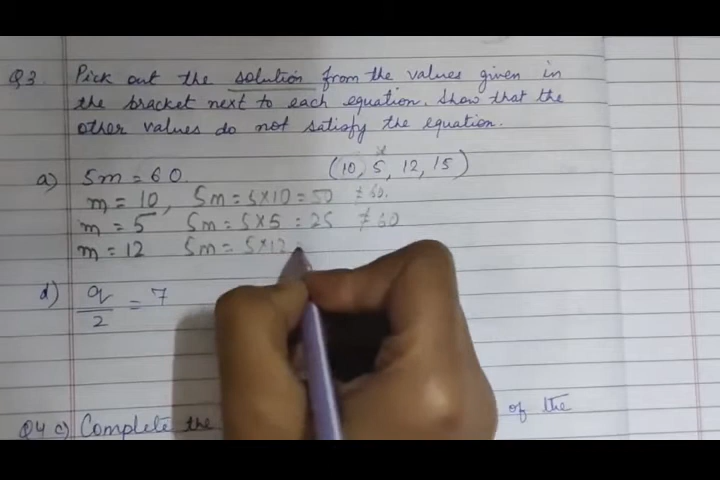 Q3 Pick out the solution from the values given in
the bracket next to each equation. Show that the
other values do not satisfy the equation.
a) 5m = 60 (10, 5, 12, 15)
m = 10, 5m = 5×10 = 50 ≠ 60.
m = 5 5m = 5×5 = 25 ≠ 60
m = 12 5m = 5×12
d) q/2 = 7
Q4 c) Complete the of the